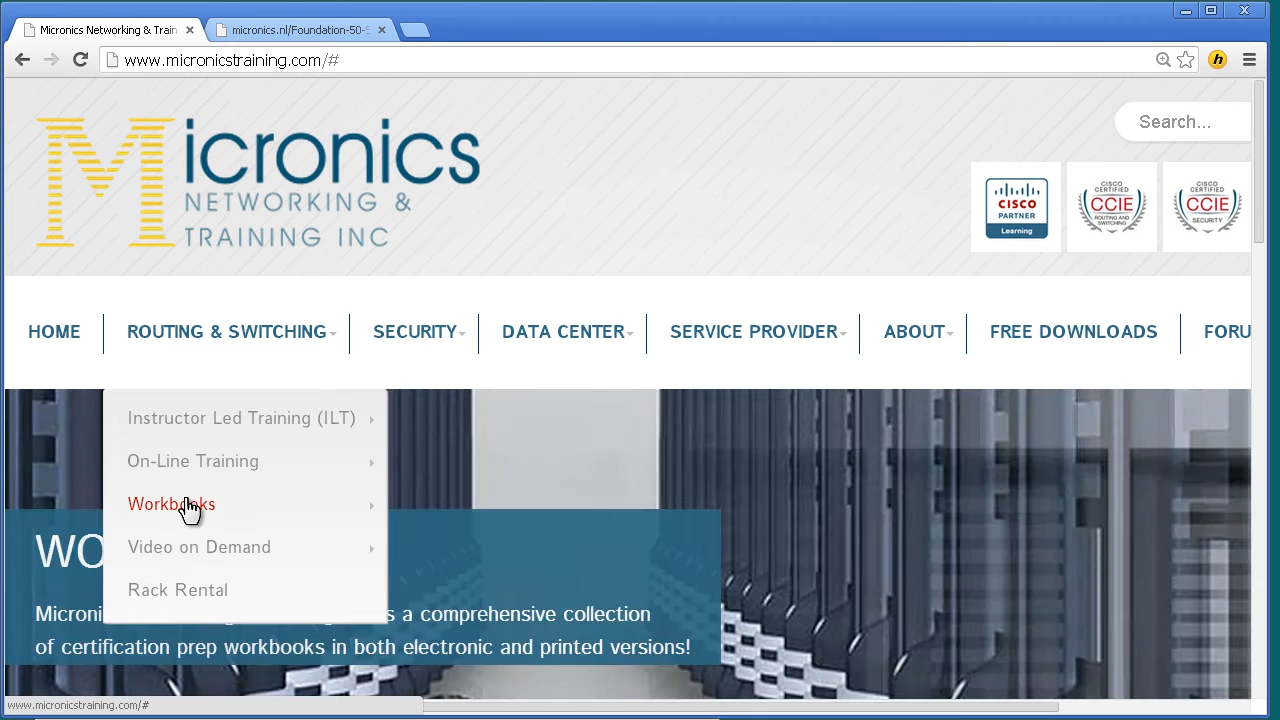 Micronics Networking & Train
micronics.nl/Foundation-50-
www.micronicstraining.com/#
h
Micronics
NETWORKING &
TRAINING INC
Search...
CISCO
PARTNER
Learning
CISCO
CERTIFIED
CCIE
ROUTING AND
SWITCHING
CISCO
CERTIFIED
CCIE
SECURITY
HOME
ROUTING & SWITCHING
SECURITY
DATA CENTER
SERVICE PROVIDER
ABOUT
FREE DOWNLOADS
FORU
Instructor Led Training (ILT)
On-Line Training
Workbooks
Video on Demand
Rack Rental
WO
Microni s a comprehensive collection
of certification prep workbooks in both electronic and printed versions!
www.micronicstraining.com/#